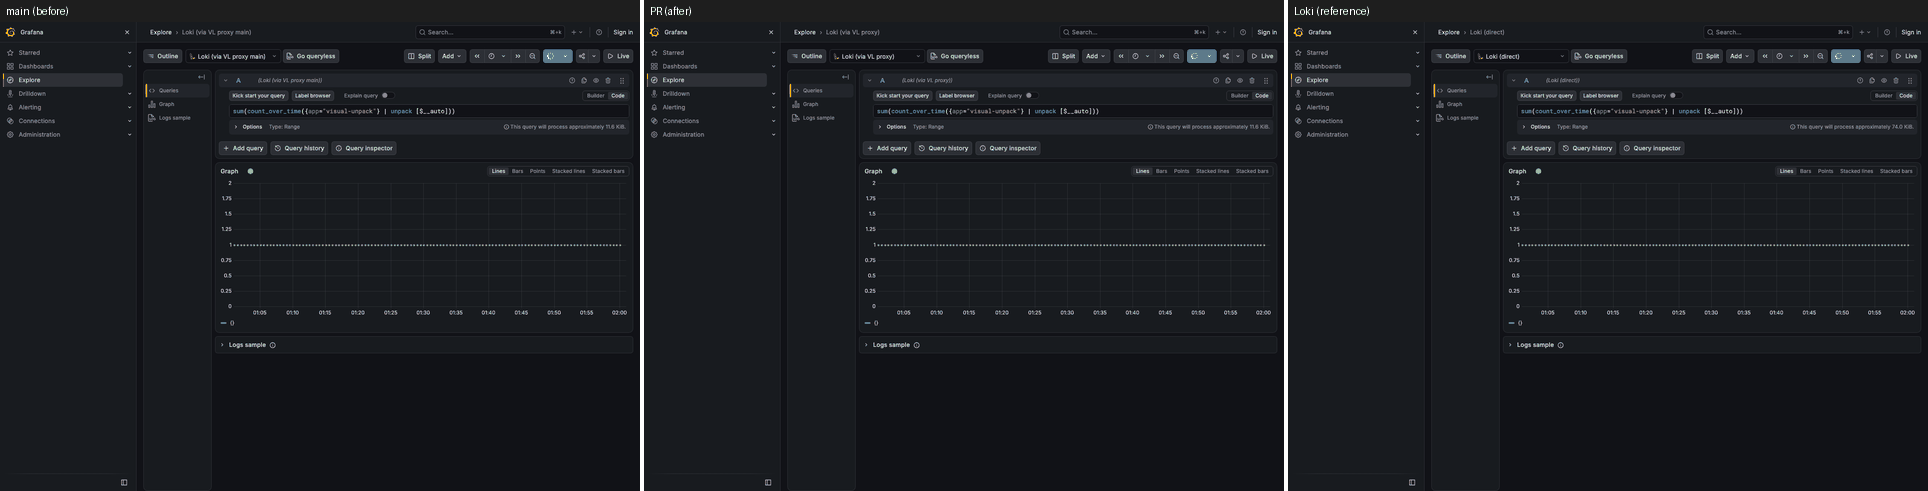 main (before)
Grafana
Starred
Dashboards
Explore
Drilldown
Alerting
Connections
Administration
Explore › Loki (via VL proxy main)
Search... ⌘+k
Sign in
Outline
Loki (via VL proxy main)
Go queryless
Split
Add
Live
Queries
Graph
Logs sample
A (Loki (via VL proxy main))
Kick start your query
Label browser
Explain query
Builder
Code
sum(count_over_time({app="visual-unpack"} | unpack [$__auto]))
Options Type: Range
This query will process approximately 11.6 KiB.
+ Add query
Query history
Query inspector
Graph
Lines Bars Points Stacked lines Stacked bars
2
1.75
1.5
1.25
1
0.75
0.5
0.25
0
01:05 01:10 01:15 01:20 01:25 01:30 01:35 01:40 01:45 01:50 01:55 02:00
{}
Logs sample
PR (after)
Grafana
Starred
Dashboards
Explore
Drilldown
Alerting
Connections
Administration
Explore › Loki (via VL proxy)
Search... ⌘+k
Sign in
Outline
Loki (via VL proxy)
Go queryless
Split
Add
Live
Queries
Graph
Logs sample
A (Loki (via VL proxy))
Kick start your query
Label browser
Explain query
Builder
Code
sum(count_over_time({app="visual-unpack"} | unpack [$__auto]))
Options Type: Range
This query will process approximately 11.6 KiB.
+ Add query
Query history
Query inspector
Graph
Lines Bars Points Stacked lines Stacked bars
2
1.75
1.5
1.25
1
0.75
0.5
0.25
0
01:05 01:10 01:15 01:20 01:25 01:30 01:35 01:40 01:45 01:50 01:55 02:00
{}
Logs sample
Loki (reference)
Grafana
Starred
Dashboards
Explore
Drilldown
Alerting
Connections
Administration
Explore › Loki (direct)
Search... ⌘+k
Sign in
Outline
Loki (direct)
Go queryless
Split
Add
Live
Queries
Graph
Logs sample
A (Loki (direct))
Kick start your query
Label browser
Explain query
Builder
Code
sum(count_over_time({app="visual-unpack"} | unpack [$__auto]))
Options Type: Range
This query will process approximately 74.0 KiB.
+ Add query
Query history
Query inspector
Graph
Lines Bars Points Stacked lines Stacked bars
2
1.75
1.5
1.25
1
0.75
0.5
0.25
0
01:05 01:10 01:15 01:20 01:25 01:30 01:35 01:40 01:45 01:50 01:55 02:00
{}
Logs sample